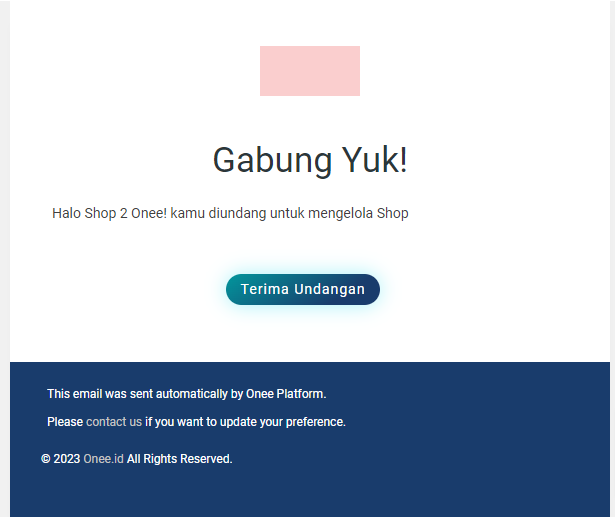 Gabung Yuk!
Halo Shop 2 Onee! kamu diundang untuk mengelola Shop
Terima Undangan
This email was sent automatically by Onee Platform.
Please contact us if you want to update your preference.
© 2023 Onee.id All Rights Reserved.